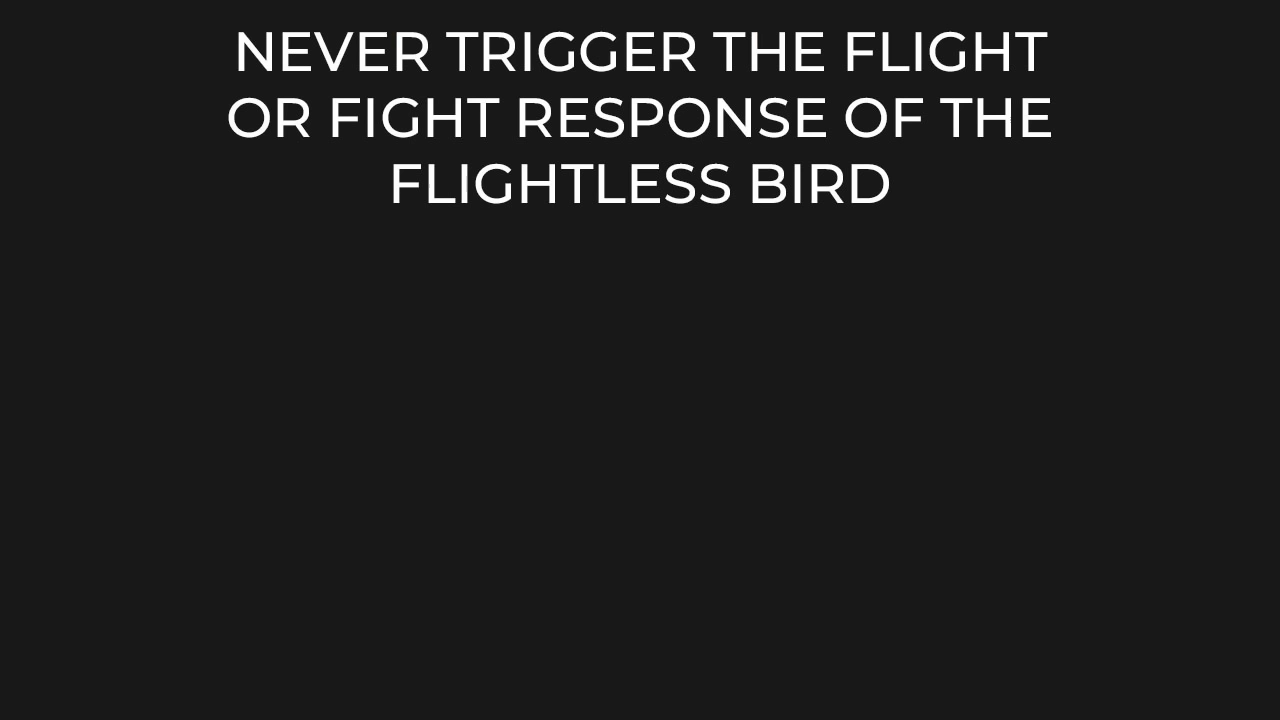 NEVER TRIGGER THE FLIGHT
OR FIGHT RESPONSE OF THE
FLIGHTLESS BIRD